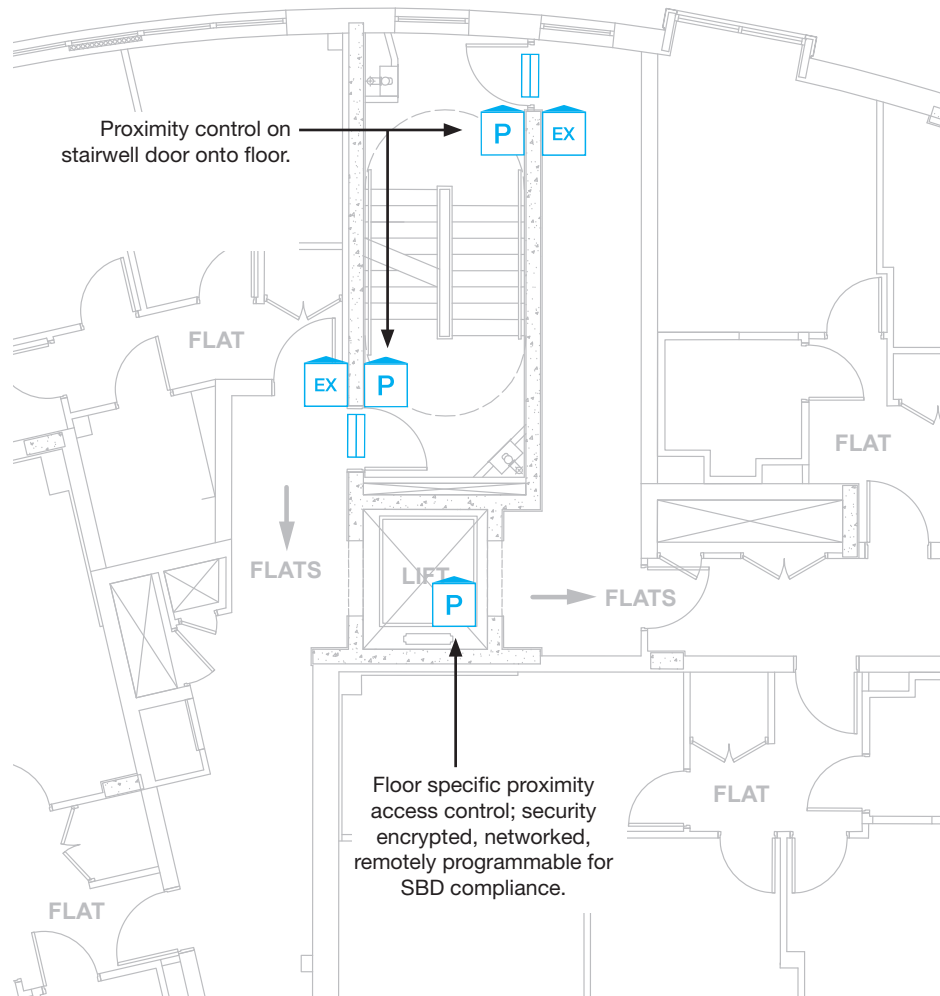 Proximity control on
stairwell door onto floor.
P
EX
FLAT
EX
P
FLAT
FLATS
LIFT
P
FLATS
Floor specific proximity
access control; security
encrypted, networked,
remotely programmable for
SBD compliance.
FLAT
FLAT